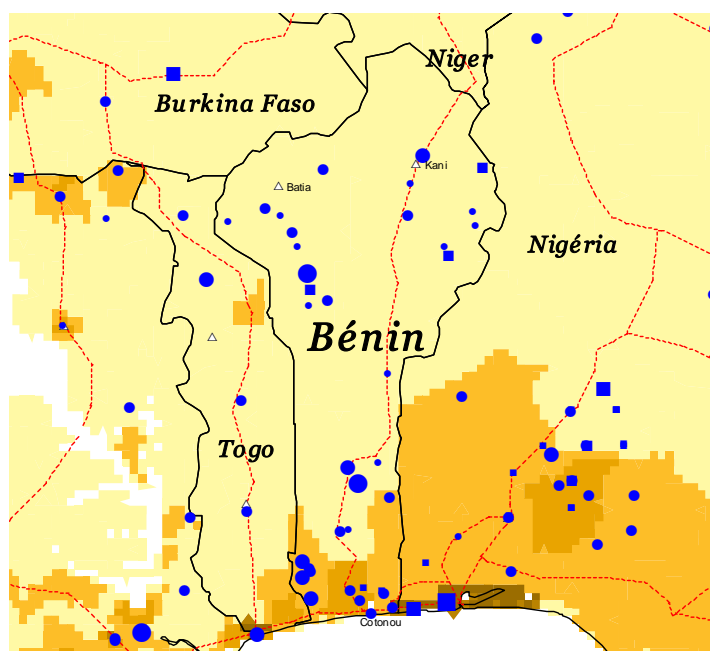 Niger
Burkina Faso
Kani
Batia
Nigéria
Bénin
Togo
Cotonou